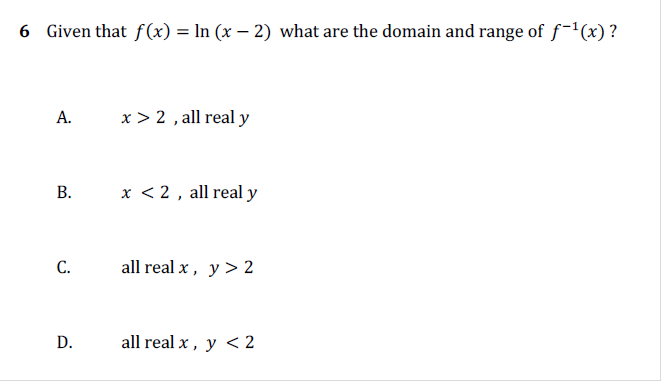 6 Given that f(x) = ln (x − 2) what are the domain and range of f⁻¹(x) ?
A. x > 2 , all real y
B. x < 2 , all real y
C. all real x , y > 2
D. all real x , y < 2